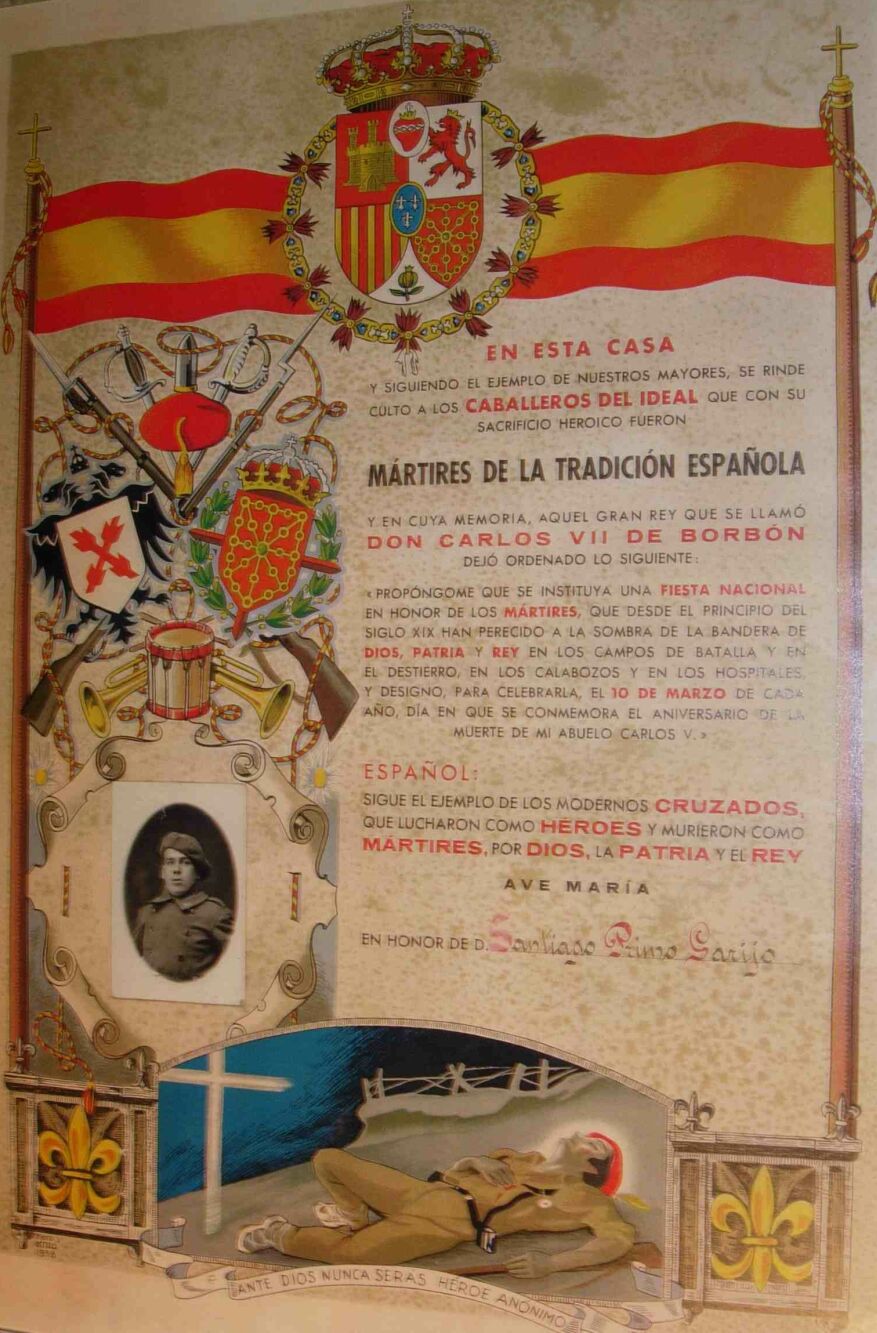 EN ESTA CASA
Y SIGUIENDO EL EJEMPLO DE NUESTROS MAYORES, SE RINDE
CULTO A LOS CABALLEROS DEL IDEAL QUE CON SU
SACRIFICIO HEROICO FUERON
MÁRTIRES DE LA TRADICIÓN ESPAÑOLA
Y EN CUYA MEMORIA, AQUEL GRAN REY QUE SE LLAMÓ
DON CARLOS VII DE BORBÓN
DEJÓ ORDENADO LO SIGUIENTE:
« PROPÓNGOME QUE SE INSTITUYA UNA FIESTA NACIONAL
EN HONOR DE LOS MÁRTIRES, QUE DESDE EL PRINCIPIO DEL
SIGLO XIX HAN PERECIDO A LA SOMBRA DE LA BANDERA DE
DIOS, PATRIA Y REY EN LOS CAMPOS DE BATALLA Y EN
EL DESTIERRO, EN LOS CALABOZOS Y EN LOS HOSPITALES,
Y DESIGNO, PARA CELEBRARLA, EL 10 DE MARZO DE CADA
AÑO, DÍA EN QUE SE CONMEMORA EL ANIVERSARIO DE LA
MUERTE DE MI ABUELO CARLOS V. »
ESPAÑOL:
SIGUE EL EJEMPLO DE LOS MODERNOS CRUZADOS,
QUE LUCHARON COMO HÉROES Y MURIERON COMO
MÁRTIRES, POR DIOS, LA PATRIA Y EL REY
AVE MARÍA
EN HONOR DE D. Santiago Primo Garijo
ANTE DIOS NUNCA SERAS HÉROE ANONIMO